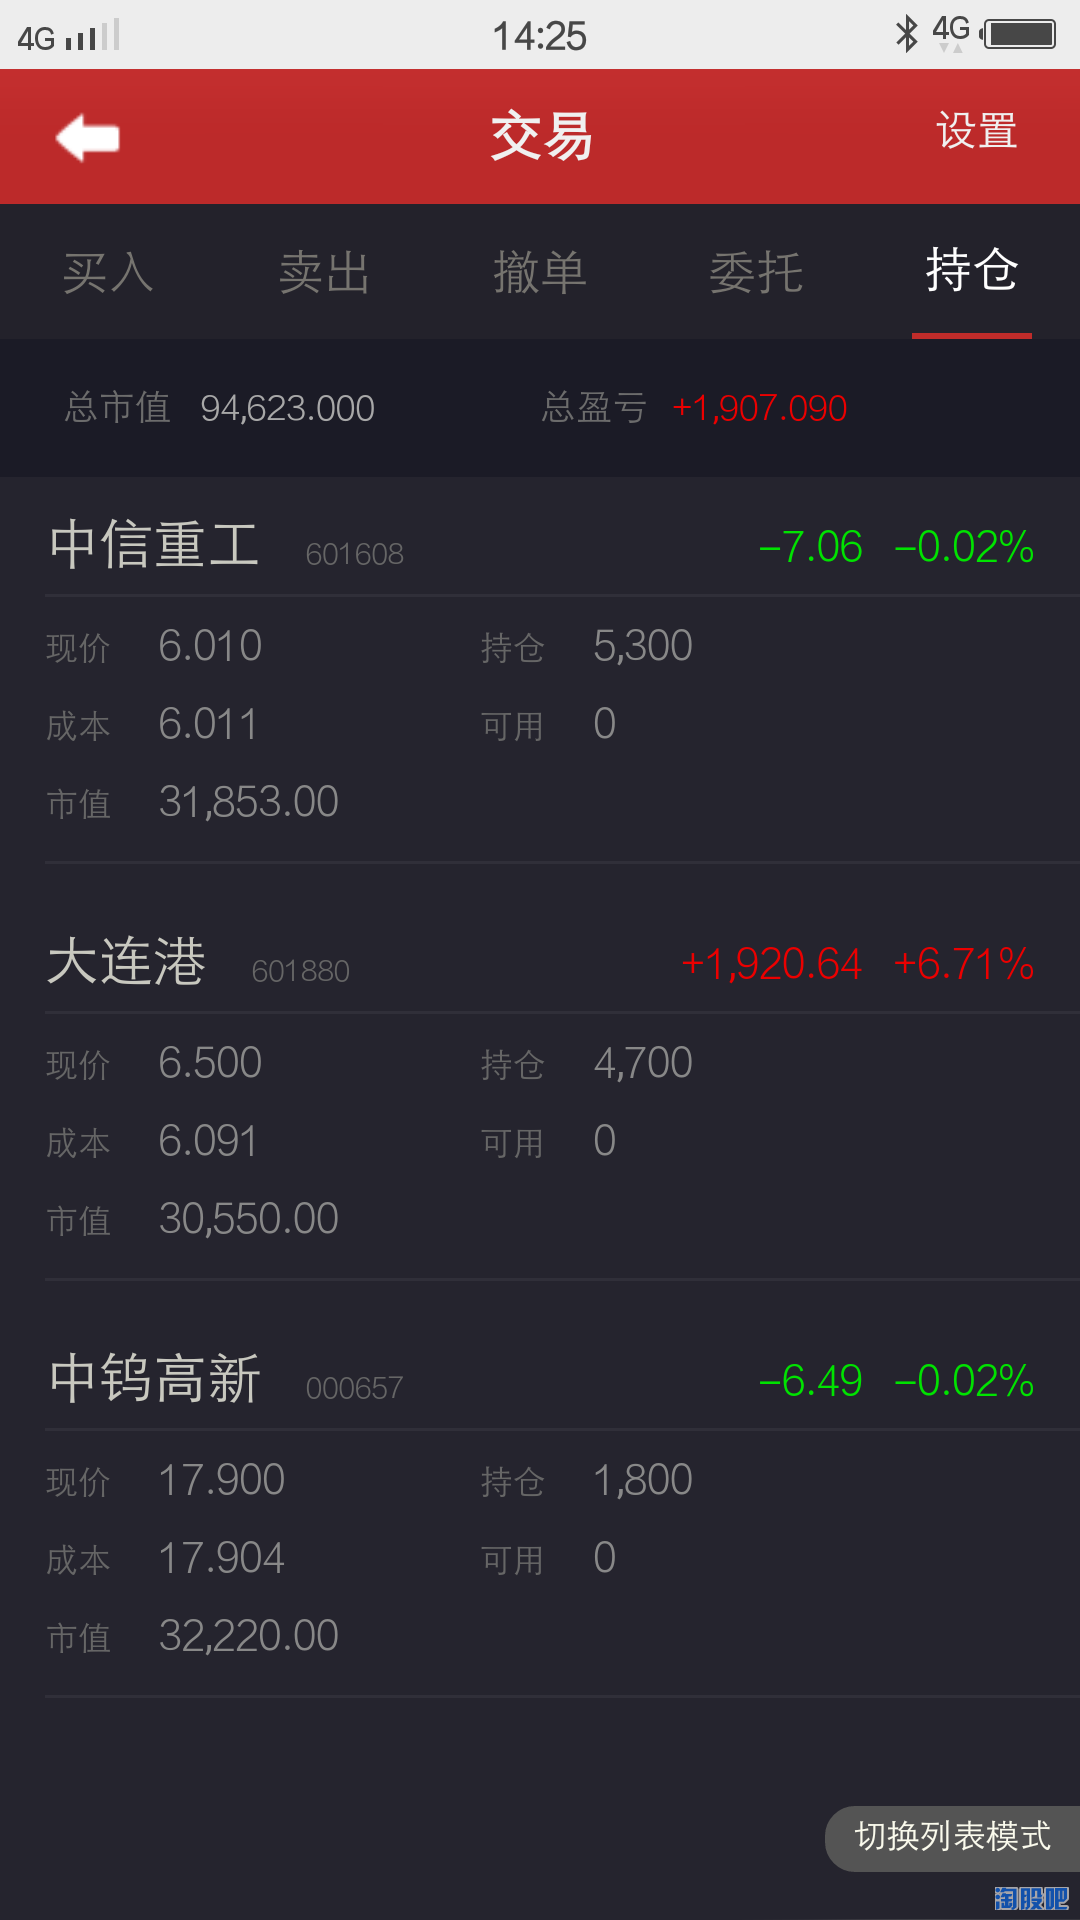 4G 14:25 4G
交易 设置
买入 卖出 撤单 委托 持仓
总市值 94,623.000 总盈亏 +1,907.090
中信重工 601608 -7.06 -0.02%
现价 6.010 持仓 5,300
成本 6.011 可用 0
市值 31,853.00
大连港 601880 +1,920.64 +6.71%
现价 6.500 持仓 4,700
成本 6.091 可用 0
市值 30,550.00
中钨高新 000657 -6.49 -0.02%
现价 17.900 持仓 1,800
成本 17.904 可用 0
市值 32,220.00
切换列表模式
淘股吧